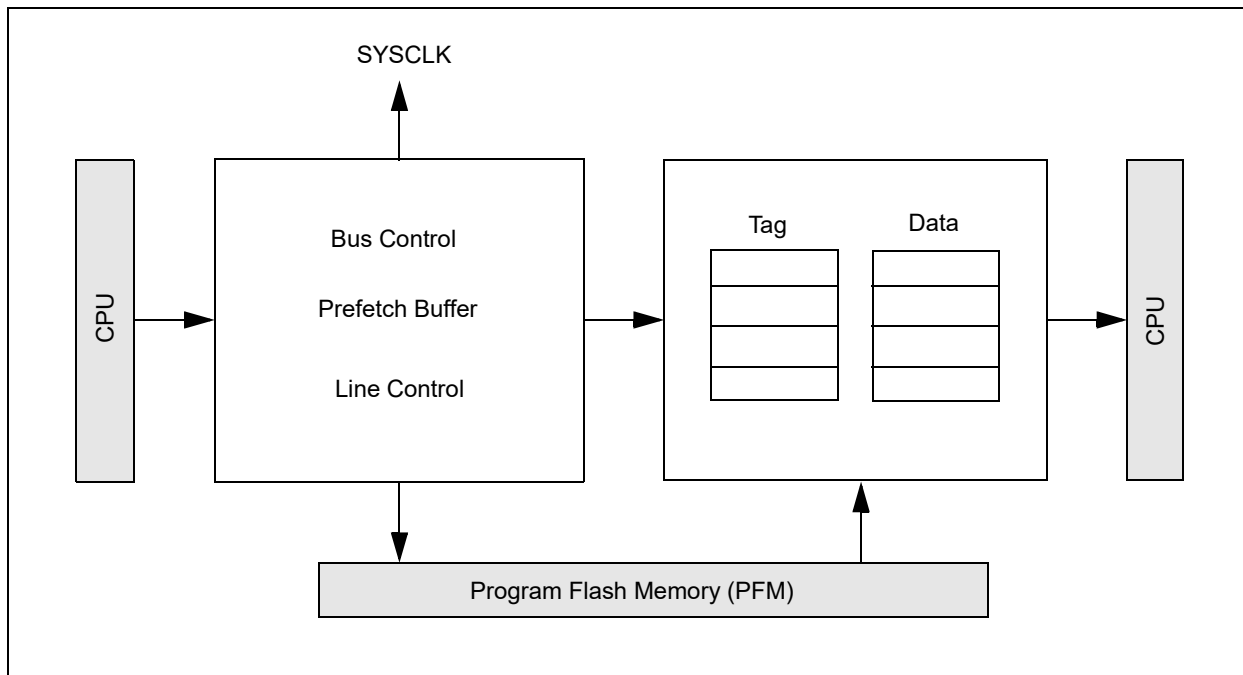 SYSCLK
CPU
Bus Control
Prefetch Buffer
Line Control
Tag
Data
CPU
Program Flash Memory (PFM)